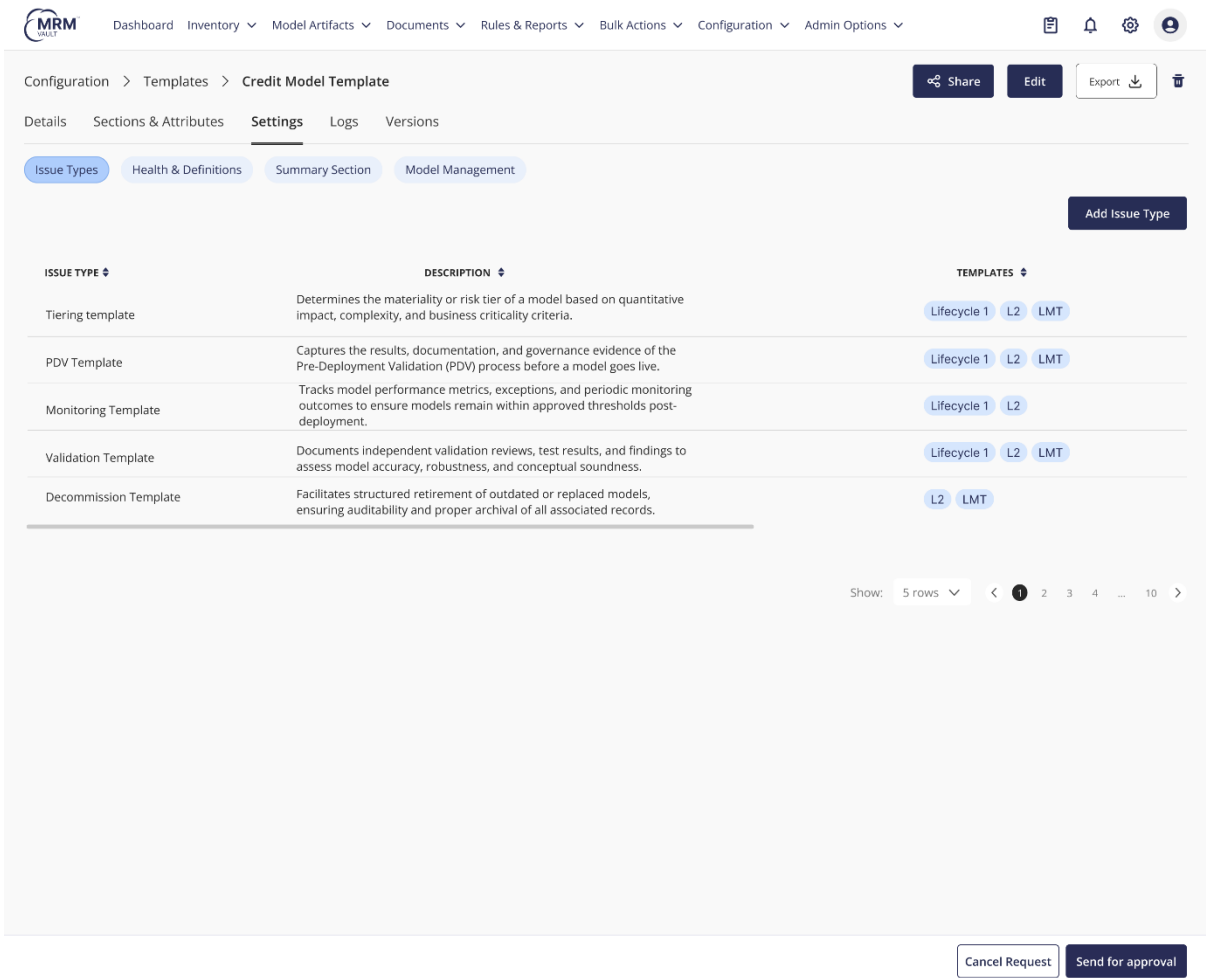 MRM
VAULT
Dashboard Inventory Model Artifacts Documents Rules & Reports Bulk Actions Configuration Admin Options
Configuration > Templates > Credit Model Template
Share Edit Export
Details Sections & Attributes Settings Logs Versions
Issue Types Health & Definitions Summary Section Model Management
Add Issue Type
ISSUE TYPE DESCRIPTION TEMPLATES
Tiering template
Determines the materiality or risk tier of a model based on quantitative
impact, complexity, and business criticality criteria.
Lifecycle 1 L2 LMT
PDV Template
Captures the results, documentation, and governance evidence of the
Pre-Deployment Validation (PDV) process before a model goes live.
Lifecycle 1 L2 LMT
Monitoring Template
Tracks model performance metrics, exceptions, and periodic monitoring
outcomes to ensure models remain within approved thresholds post-
deployment.
Lifecycle 1 L2
Validation Template
Documents independent validation reviews, test results, and findings to
assess model accuracy, robustness, and conceptual soundness.
Lifecycle 1 L2 LMT
Decommission Template
Facilitates structured retirement of outdated or replaced models,
ensuring auditability and proper archival of all associated records.
L2 LMT
Show: 5 rows < 1 2 3 4 ... 10 >
Cancel Request Send for approval